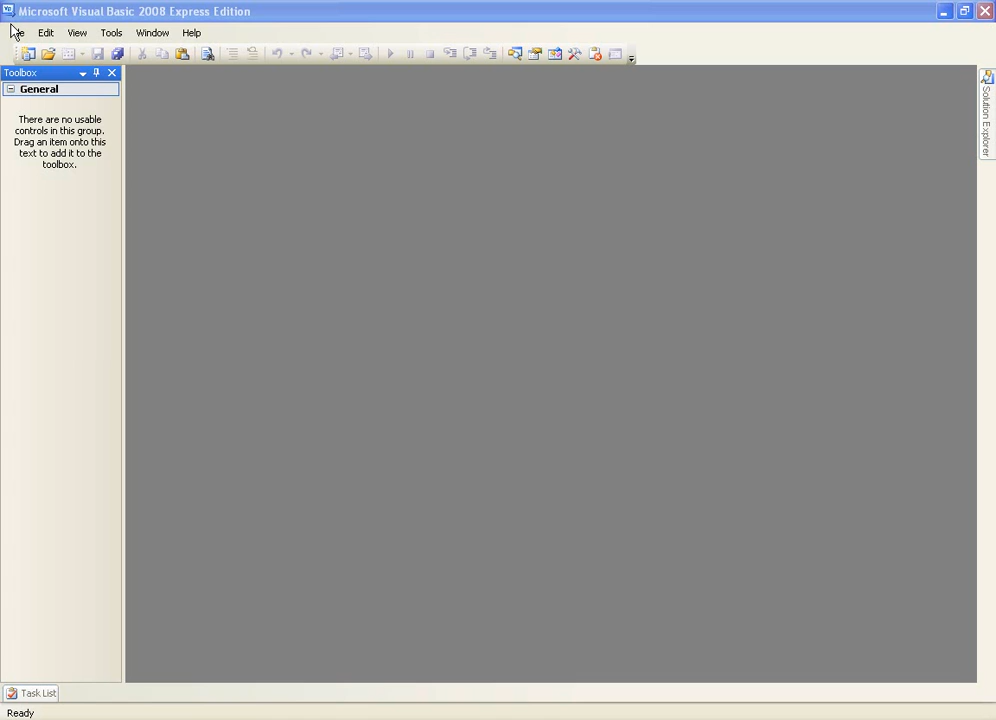 Microsoft Visual Basic 2008 Express Edition
Edit View Tools Window Help
Toolbox
General
There are no usable
controls in this group.
Drag an item onto this
text to add it to the
toolbox.
Solution Explorer
Task List
Ready